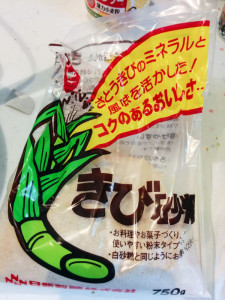 さとうきびのミネラルと
風味を活かした！
コクのあるおいしさ…
きび砂糖
・お料理やお菓子づくり、
使いやすい粉末タイプ
・白砂糖と同じようにお
750g